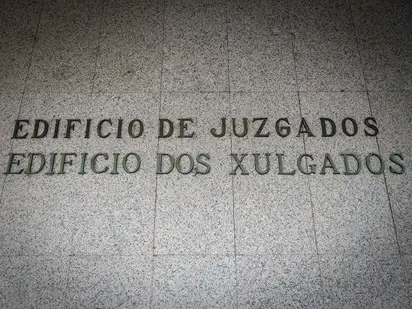 EDIFICIO DE JUZGADOS
EDIFICIO DOS XULGADOS